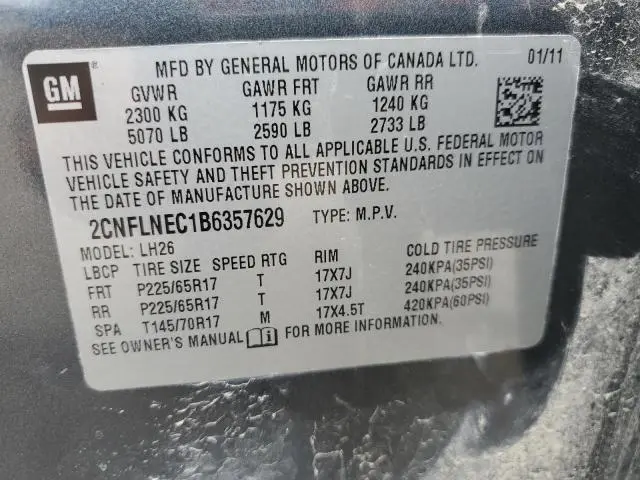 GM ® MFD BY GENERAL MOTORS OF CANADA LTD. 01/11
GVWR GAWR FRT GAWR RR
2300 KG 1175 KG 1240 KG
5070 LB 2590 LB 2733 LB
THIS VEHICLE CONFORMS TO ALL APPLICABLE U.S. FEDERAL MOTOR
VEHICLE SAFETY AND THEFT PREVENTION STANDARDS IN EFFECT ON
THE DATE OF MANUFACTURE SHOWN ABOVE.
2CNFLNEC1B6357629 TYPE: M.P.V.
MODEL: LH26
LBCP TIRE SIZE SPEED RTG RIM COLD TIRE PRESSURE
FRT P225/65R17 T 17X7J 240KPA(35PSI)
RR P225/65R17 T 17X7J 240KPA(35PSI)
SPA T145/70R17 M 17X4.5T 420KPA(60PSI)
SEE OWNER'S MANUAL FOR MORE INFORMATION.